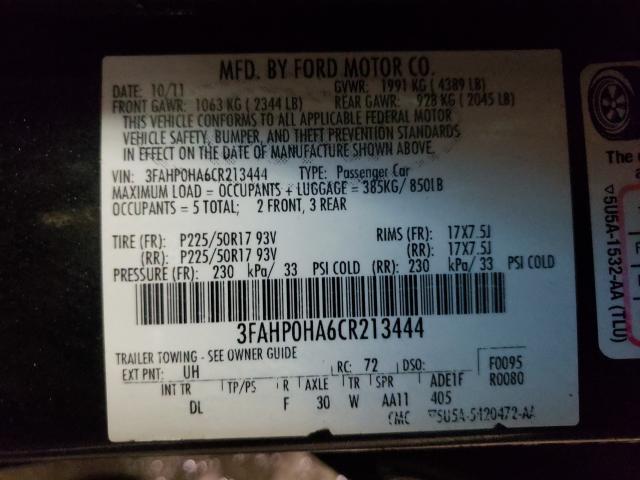 MFD. BY FORD MOTOR CO.
DATE: 10/11 GVWR: 1991 KG ( 4389 LB)
FRONT GAWR: 1063 KG ( 2344 LB) REAR GAWR: 928 KG ( 2045 LB)
THIS VEHICLE CONFORMS TO ALL APPLICABLE FEDERAL MOTOR
VEHICLE SAFETY, BUMPER, AND THEFT PREVENTION STANDARDS
IN EFFECT ON THE DATE OF MANUFACTURE SHOWN ABOVE.
VIN: 3FAHP0HA6CR213444 TYPE: Passenger Car
MAXIMUM LOAD = OCCUPANTS + LUGGAGE = 385KG/ 850LB
OCCUPANTS = 5 TOTAL; 2 FRONT, 3 REAR
TIRE (FR): P225/50R17 93V RIMS (FR): 17X7.5J
(RR): P225/50R17 93V (RR): 17X7.5J
PRESSURE (FR): 230 kPa/ 33 PSI COLD (RR): 230 kPa/ 33 PSI COLD
3FAHP0HA6CR213444
TRAILER TOWING - SEE OWNER GUIDE
EXT PNT: UH RC: 72 DSO: F0095
INT TR TP/PS R AXLE TR SPR ADE1F R0080
DL F 30 W AA11 405
CMC 5U5A-5420472-AA
The
5U5A-1532-AA (TLU)